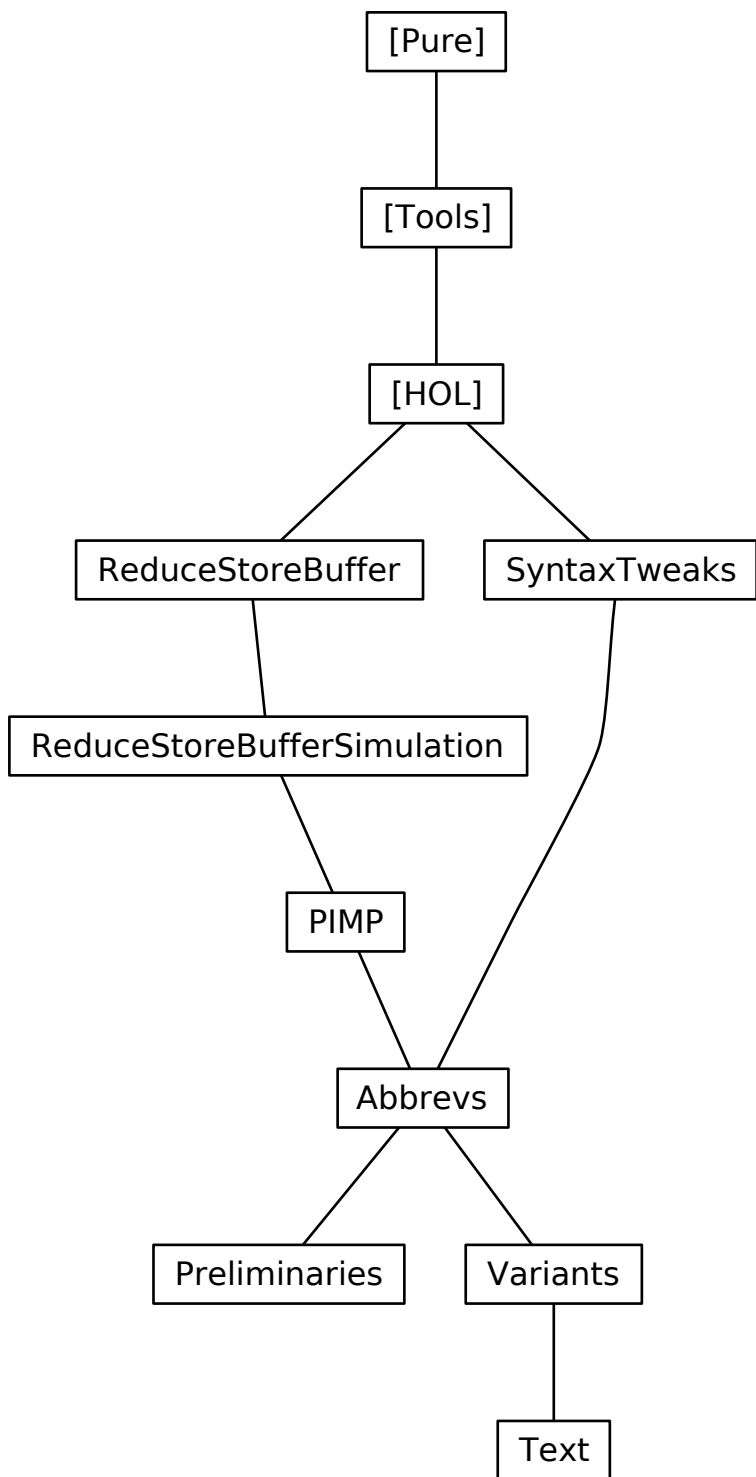 [Pure]
[Tools]
[HOL]
ReduceStoreBuffer
SyntaxTweaks
ReduceStoreBufferSimulation
PIMP
Abbrevs
Preliminaries
Variants
Text